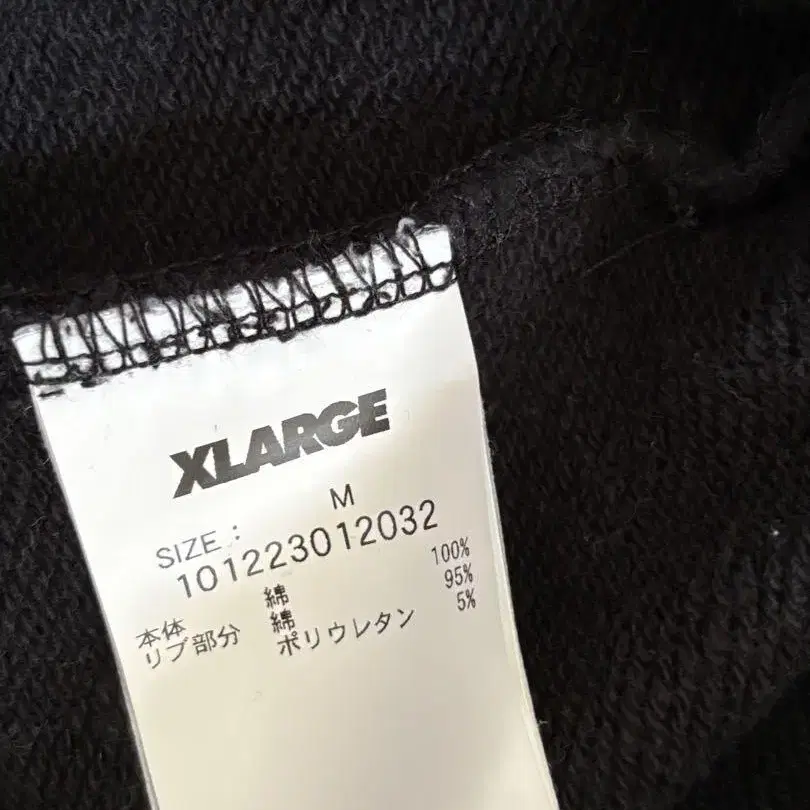 XLARGE
SIZE : M
101223012032
本体 綿 100%
リブ部分 綿 95%
ポリウレタン 5%